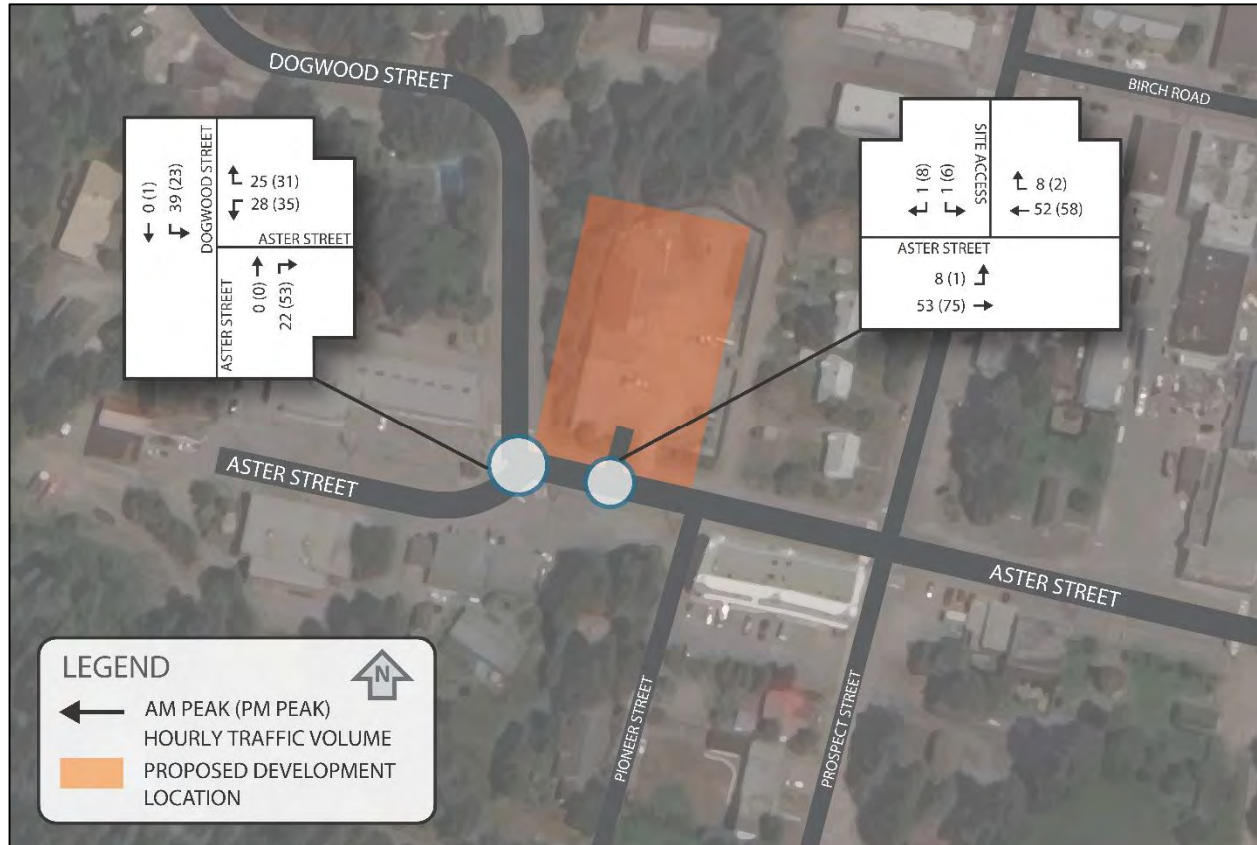 DOGWOOD STREET
BIRCH ROAD
0 (1)
39 (23)
DOGWOOD STREET
25 (31)
28 (35)
ASTER STREET
ASTER STREET
0 (0)
22 (53)
1 (8)
1 (6)
SITE ACCESS
8 (2)
52 (58)
ASTER STREET
8 (1)
53 (75)
ASTER STREET
ASTER STREET
PIONEER STREET
PROSPECT STREET
LEGEND
N
AM PEAK (PM PEAK)
HOURLY TRAFFIC VOLUME
PROPOSED DEVELOPMENT
LOCATION